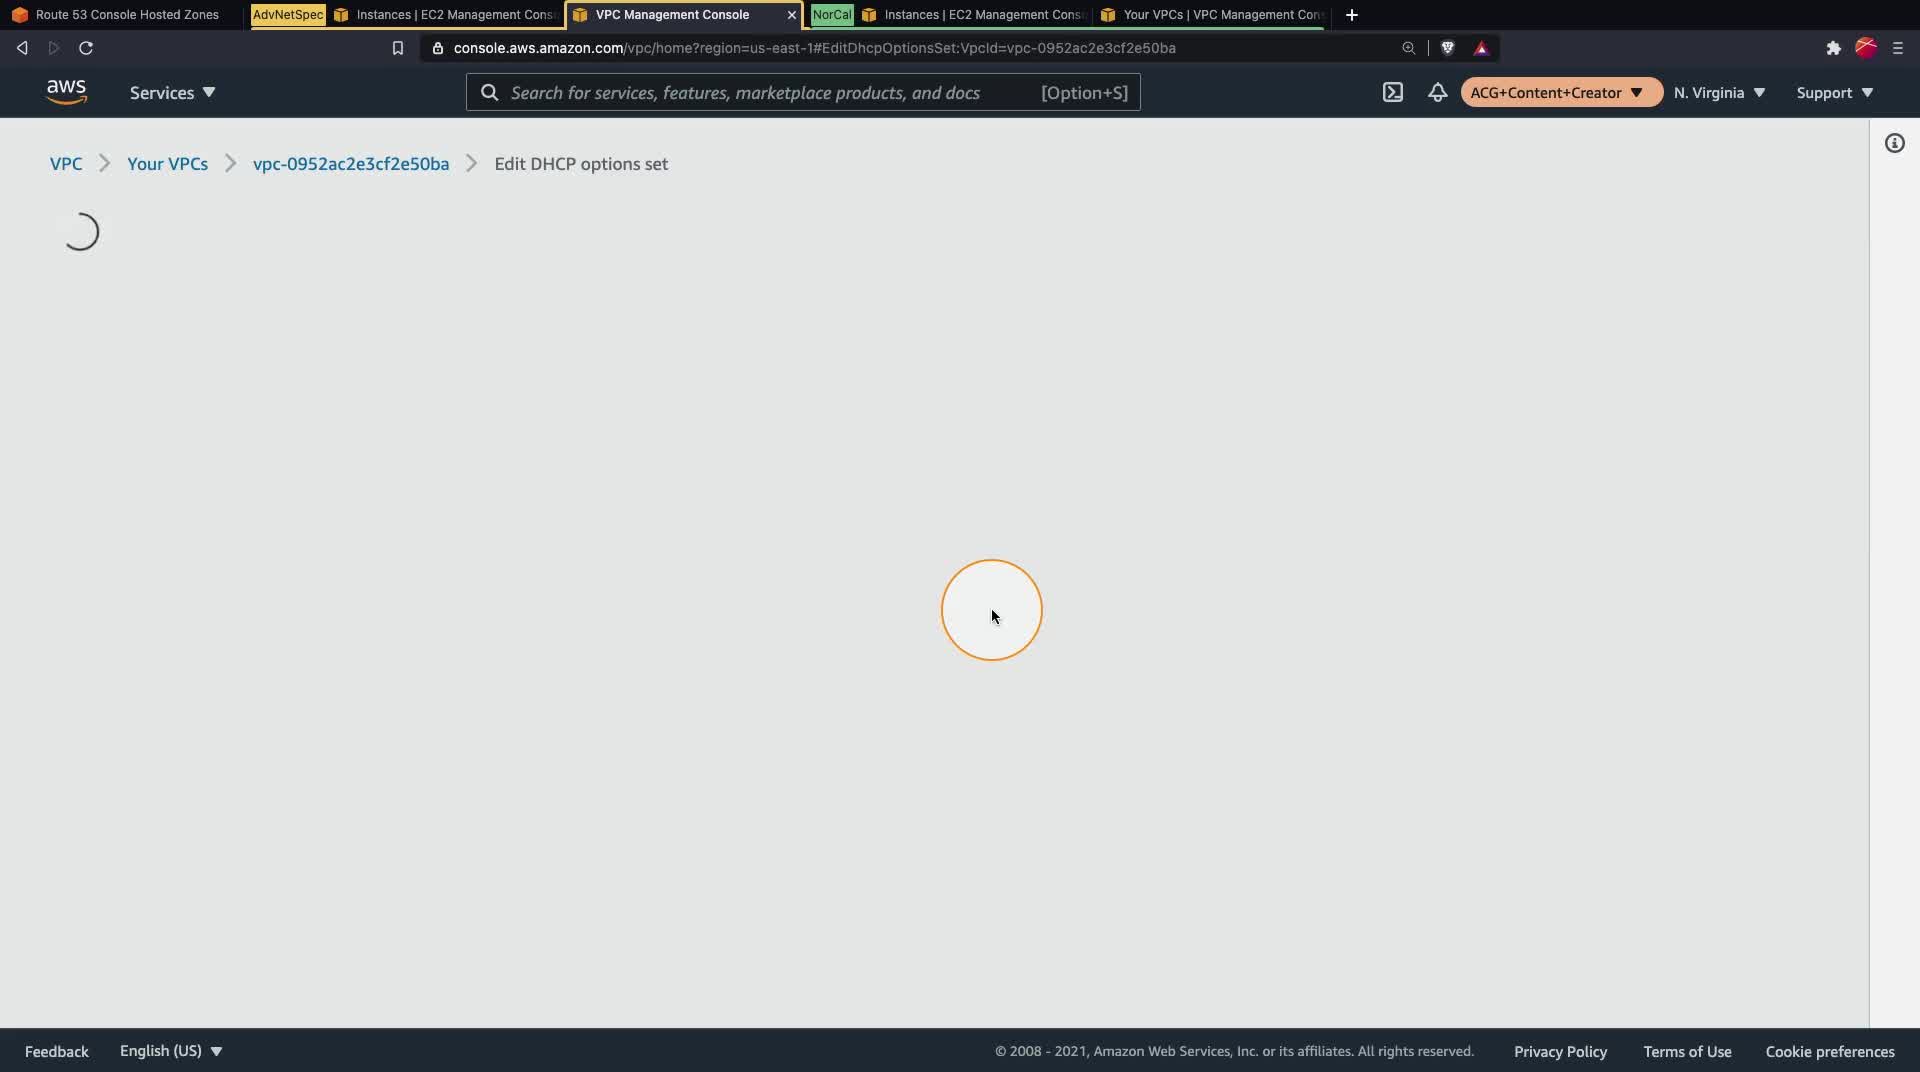 Route 53 Console Hosted Zones
AdvNetSpec
Instances | EC2 Management Cons
VPC Management Console
NorCal
Instances | EC2 Management Cons
Your VPCs | VPC Management Con
console.aws.amazon.com/vpc/home?region=us-east-1#EditDhcpOptionsSet:VpcId=vpc-0952ac2e3cf2e50ba
aws
Services
Search for services, features, marketplace products, and docs
[Option+S]
ACG+Content+Creator
N. Virginia
Support
VPC
Your VPCs
vpc-0952ac2e3cf2e50ba
Edit DHCP options set
Feedback
English (US)
© 2008 - 2021, Amazon Web Services, Inc. or its affiliates. All rights reserved.
Privacy Policy
Terms of Use
Cookie preferences